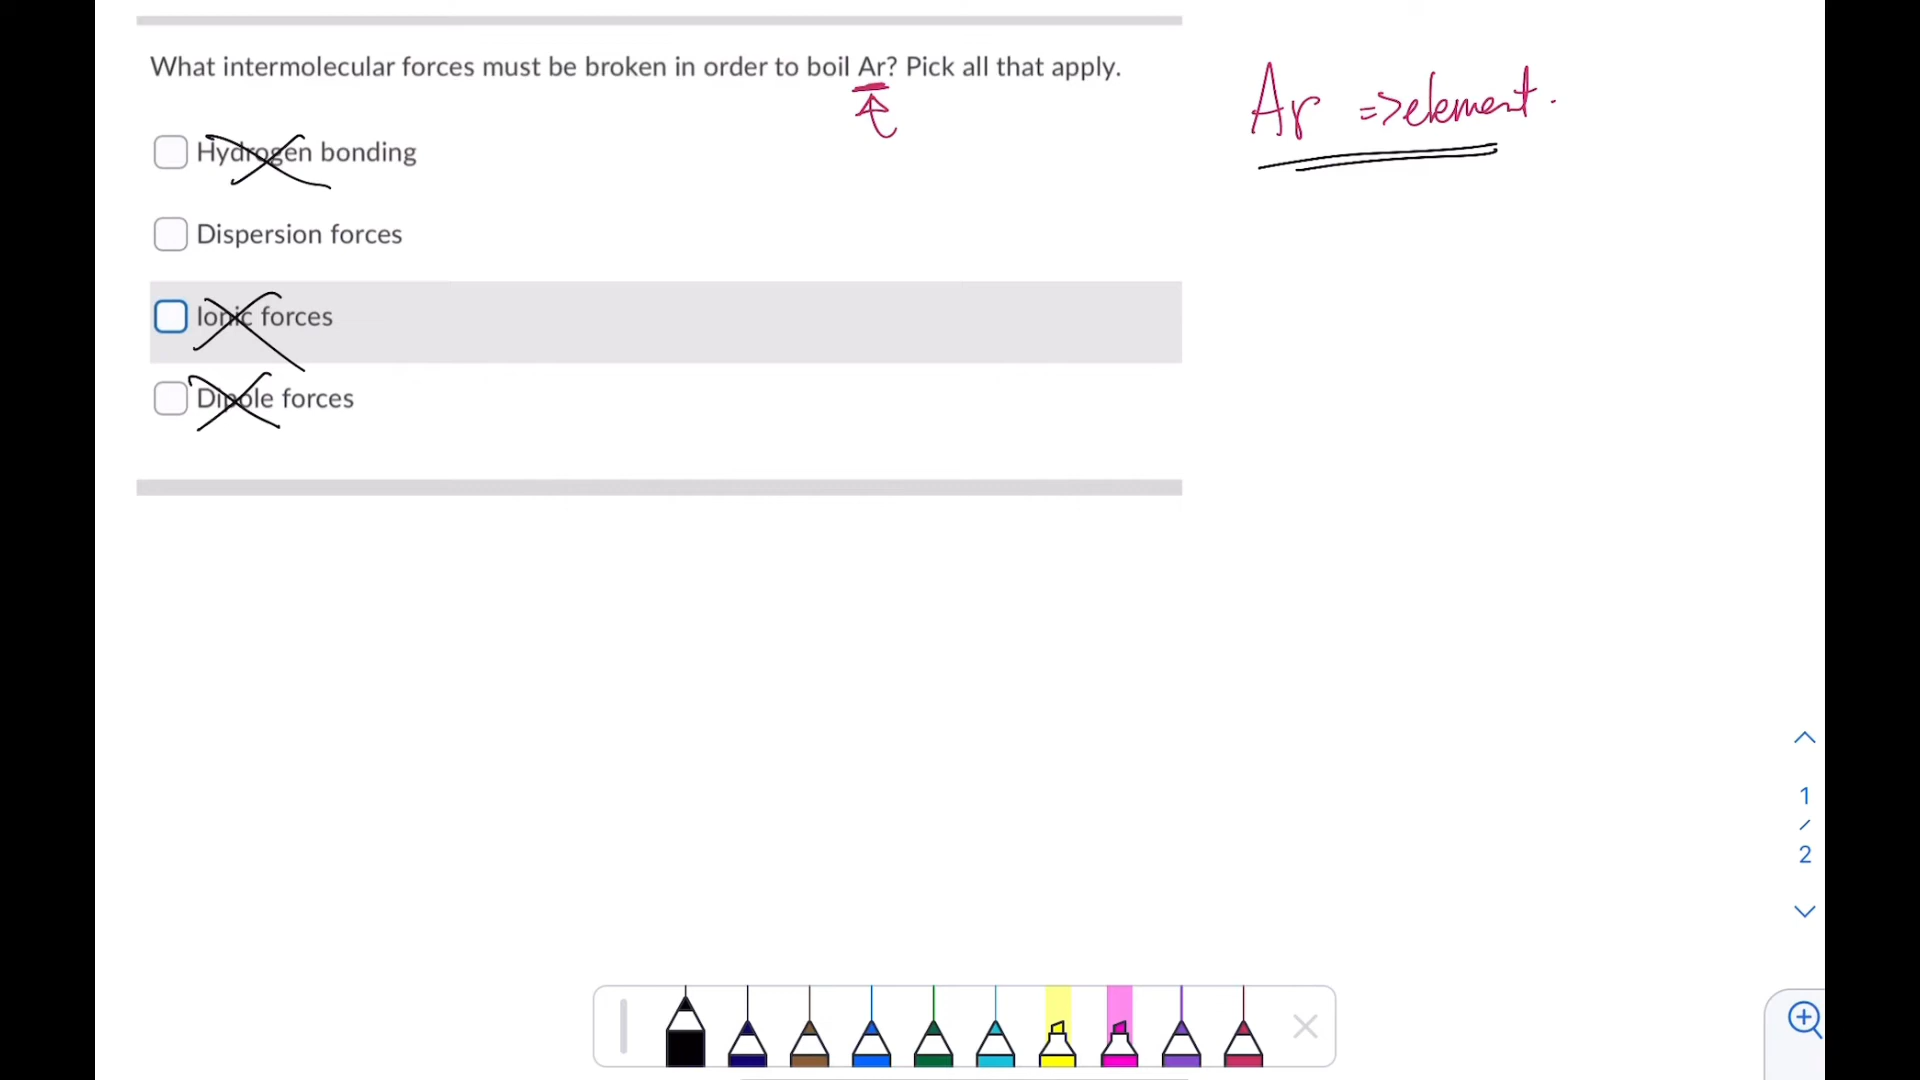 What intermolecular forces must be broken in order to boil Ar? Pick all that apply.
Ar => element.
Hydrogen bonding
Dispersion forces
Ionic forces
Dipole forces
1
/
2